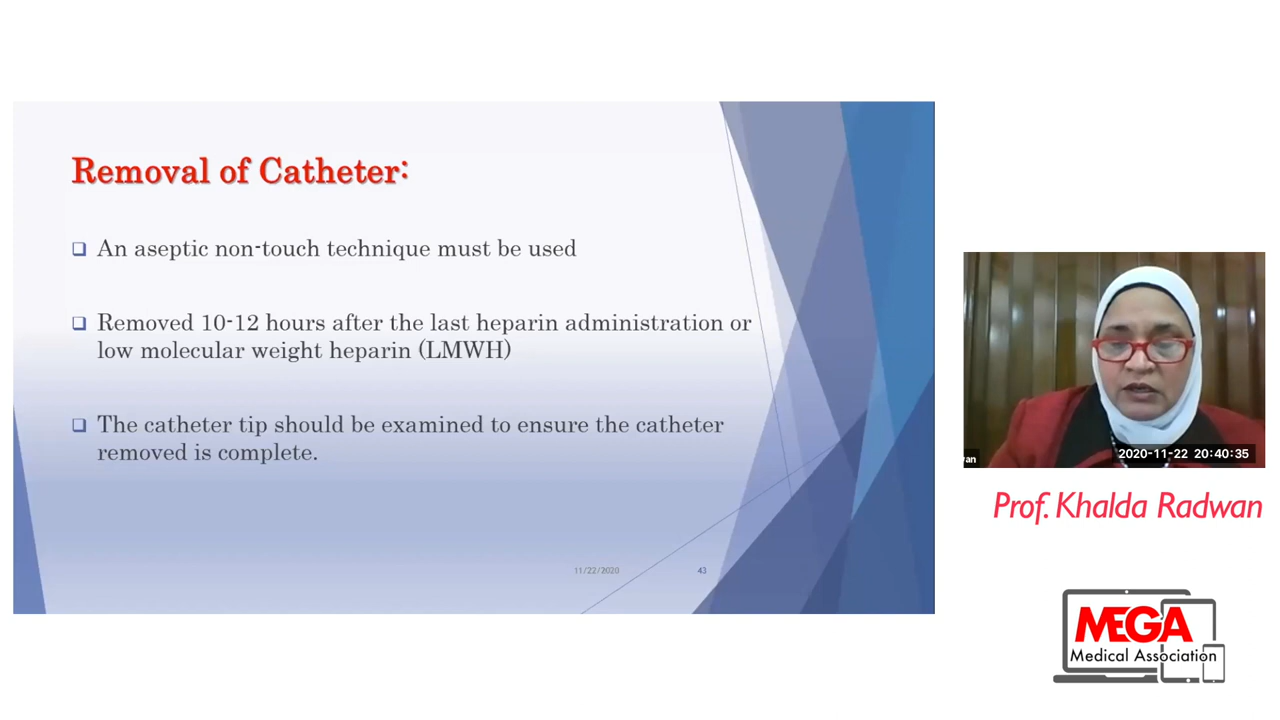 Removal of Catheter:
An aseptic non-touch technique must be used
Removed 10-12 hours after the last heparin administration or
low molecular weight heparin (LMWH)
The catheter tip should be examined to ensure the catheter
removed is complete.
11/22/2020
43
2020-11-22 20:40:35
Prof. Khalda Radwan
MEGA
Medical Association